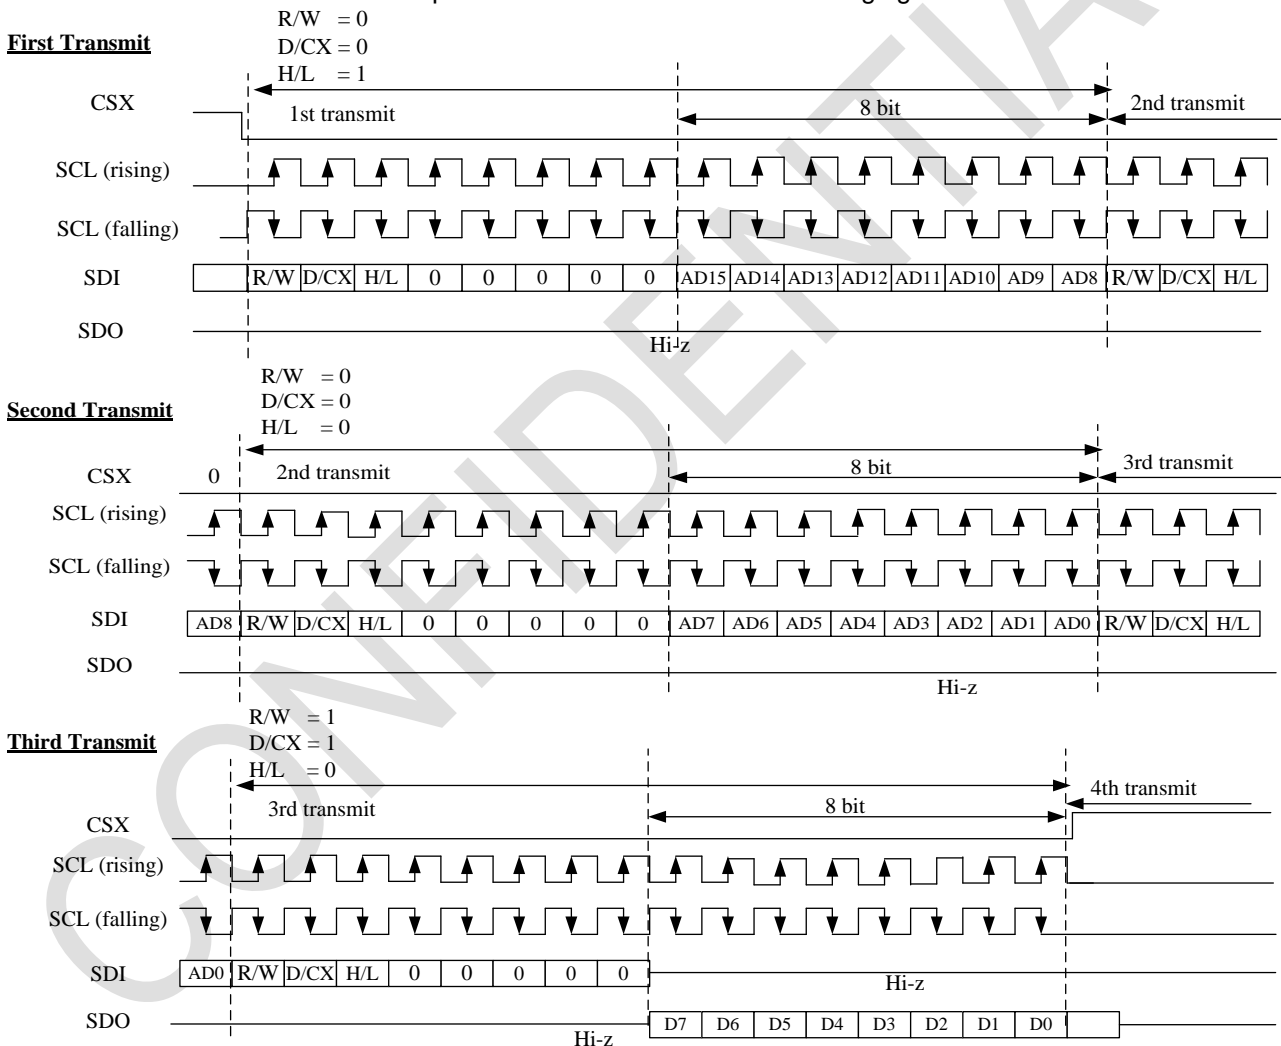 R/W = 0
First Transmit
D/CX = 0
H/L = 1
CSX
1st transmit
8 bit
2nd transmit
SCL (rising)
SCL (falling)
SDI R/W D/CX H/L 0 0 0 0 0 AD15 AD14 AD13 AD12 AD11 AD10 AD9 AD8 R/W D/CX H/L
SDO
Hi-z
R/W = 0
D/CX = 0
Second Transmit
H/L = 0
CSX 0
2nd transmit
8 bit
3rd transmit
SCL (rising)
SCL (falling)
SDI AD8 R/W D/CX H/L 0 0 0 0 0 AD7 AD6 AD5 AD4 AD3 AD2 AD1 AD0 R/W D/CX H/L
SDO
Hi-z
R/W = 1
Third Transmit
D/CX = 1
H/L = 0
CSX
3rd transmit
8 bit
4th transmit
SCL (rising)
SCL (falling)
SDI AD0 R/W D/CX H/L 0 0 0 0 0
Hi-z
SDO
Hi-z
D7 D6 D5 D4 D3 D2 D1 D0
CONFIDENTIA